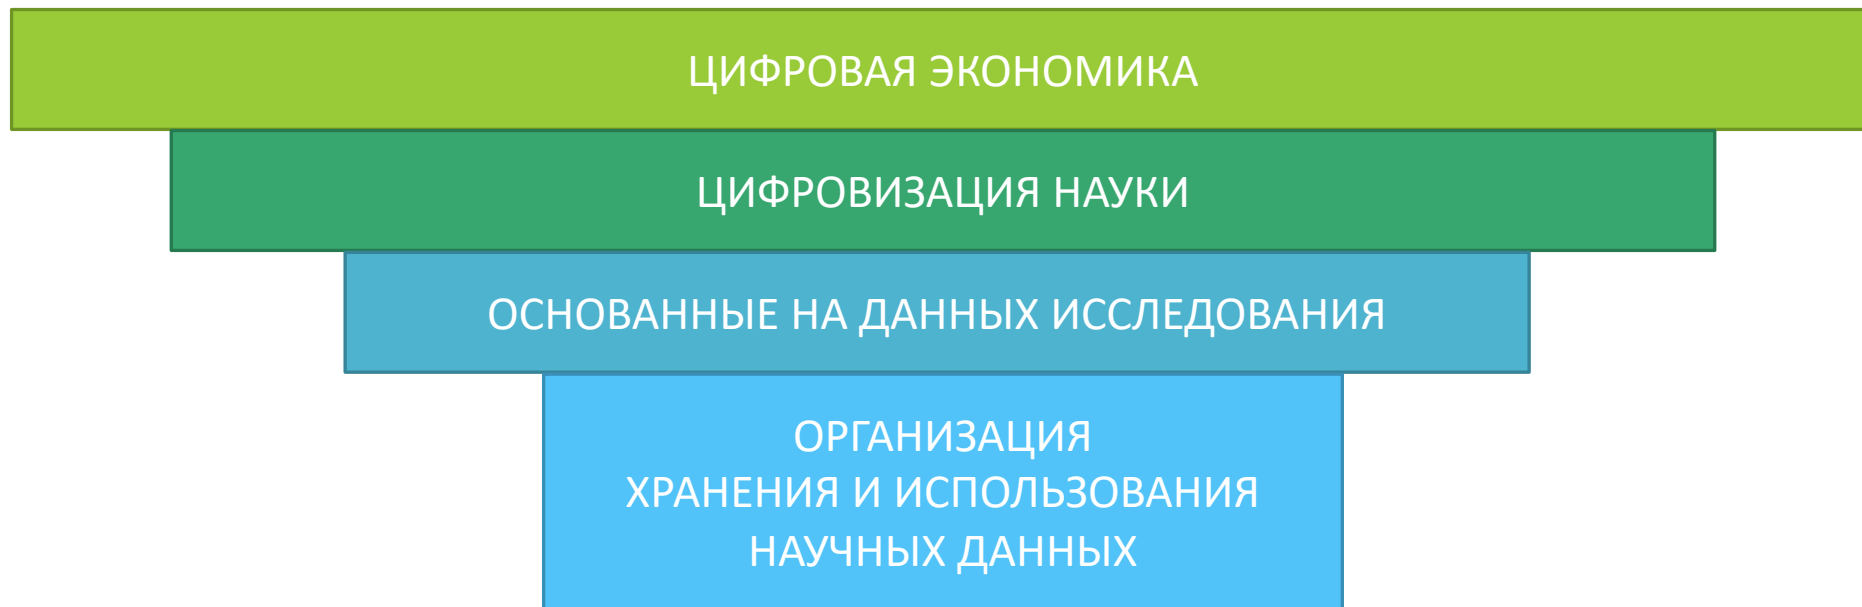 ЦИФРОВАЯ ЭКОНОМИКА
ЦИФРОВИЗАЦИЯ НАУКИ
ОСНОВАННЫЕ НА ДАННЫХ ИССЛЕДОВАНИЯ
ОРГАНИЗАЦИЯ
ХРАНЕНИЯ И ИСПОЛЬЗОВАНИЯ
НАУЧНЫХ ДАННЫХ